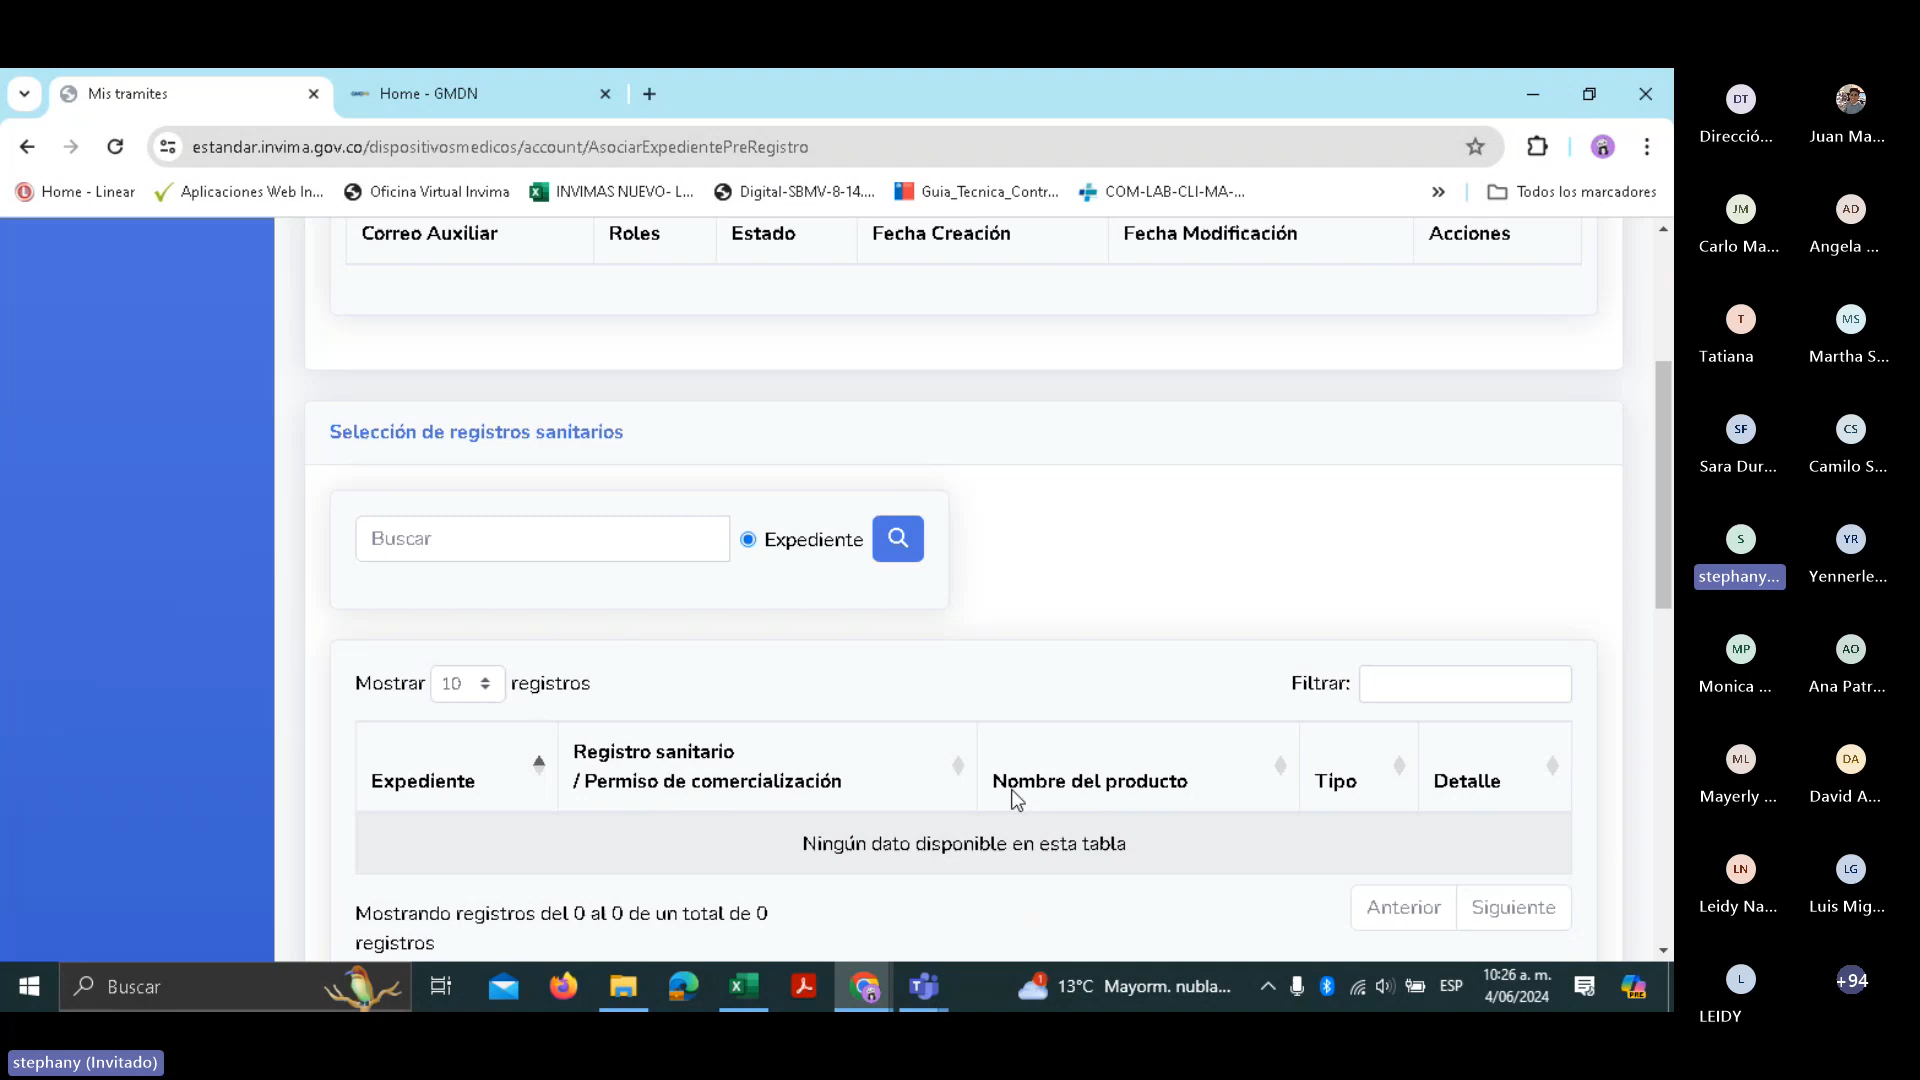 Mis tramites
Home - GMDN
estandar.invima.gov.co/dispositivosmedicos/account/AsociarExpedientePreRegistro
Home - Linear
Aplicaciones Web In...
Oficina Virtual Invima
INVIMAS NUEVO- L...
Digital-SBMV-8-14....
Guia_Tecnica_Contr...
COM-LAB-CLI-MA-...
Todos los marcadores
Correo Auxiliar
Roles
Estado
Fecha Creación
Fecha Modificación
Acciones
Selección de registros sanitarios
Buscar
Expediente
Mostrar 10 registros
Filtrar:
Expediente
Registro sanitario
/ Permiso de comercialización
Nombre del producto
Tipo
Detalle
Ningún dato disponible en esta tabla
Mostrando registros del 0 al 0 de un total de 0
registros
Anterior
Siguiente
Buscar
1
13°C Mayorm. nubla...
ESP
10:26 a. m.
4/06/2024
PRE
stephany (Invitado)
DT
Direcció...
Juan Ma...
JM
Carlo Ma...
AD
Angela ...
T
Tatiana
MS
Martha S...
SF
Sara Dur...
CS
Camilo S...
S
stephany...
YR
Yennerle...
MP
Monica ...
AO
Ana Patr...
ML
Mayerly ...
DA
David A...
LN
Leidy Na...
LG
Luis Mig...
L
LEIDY
+94